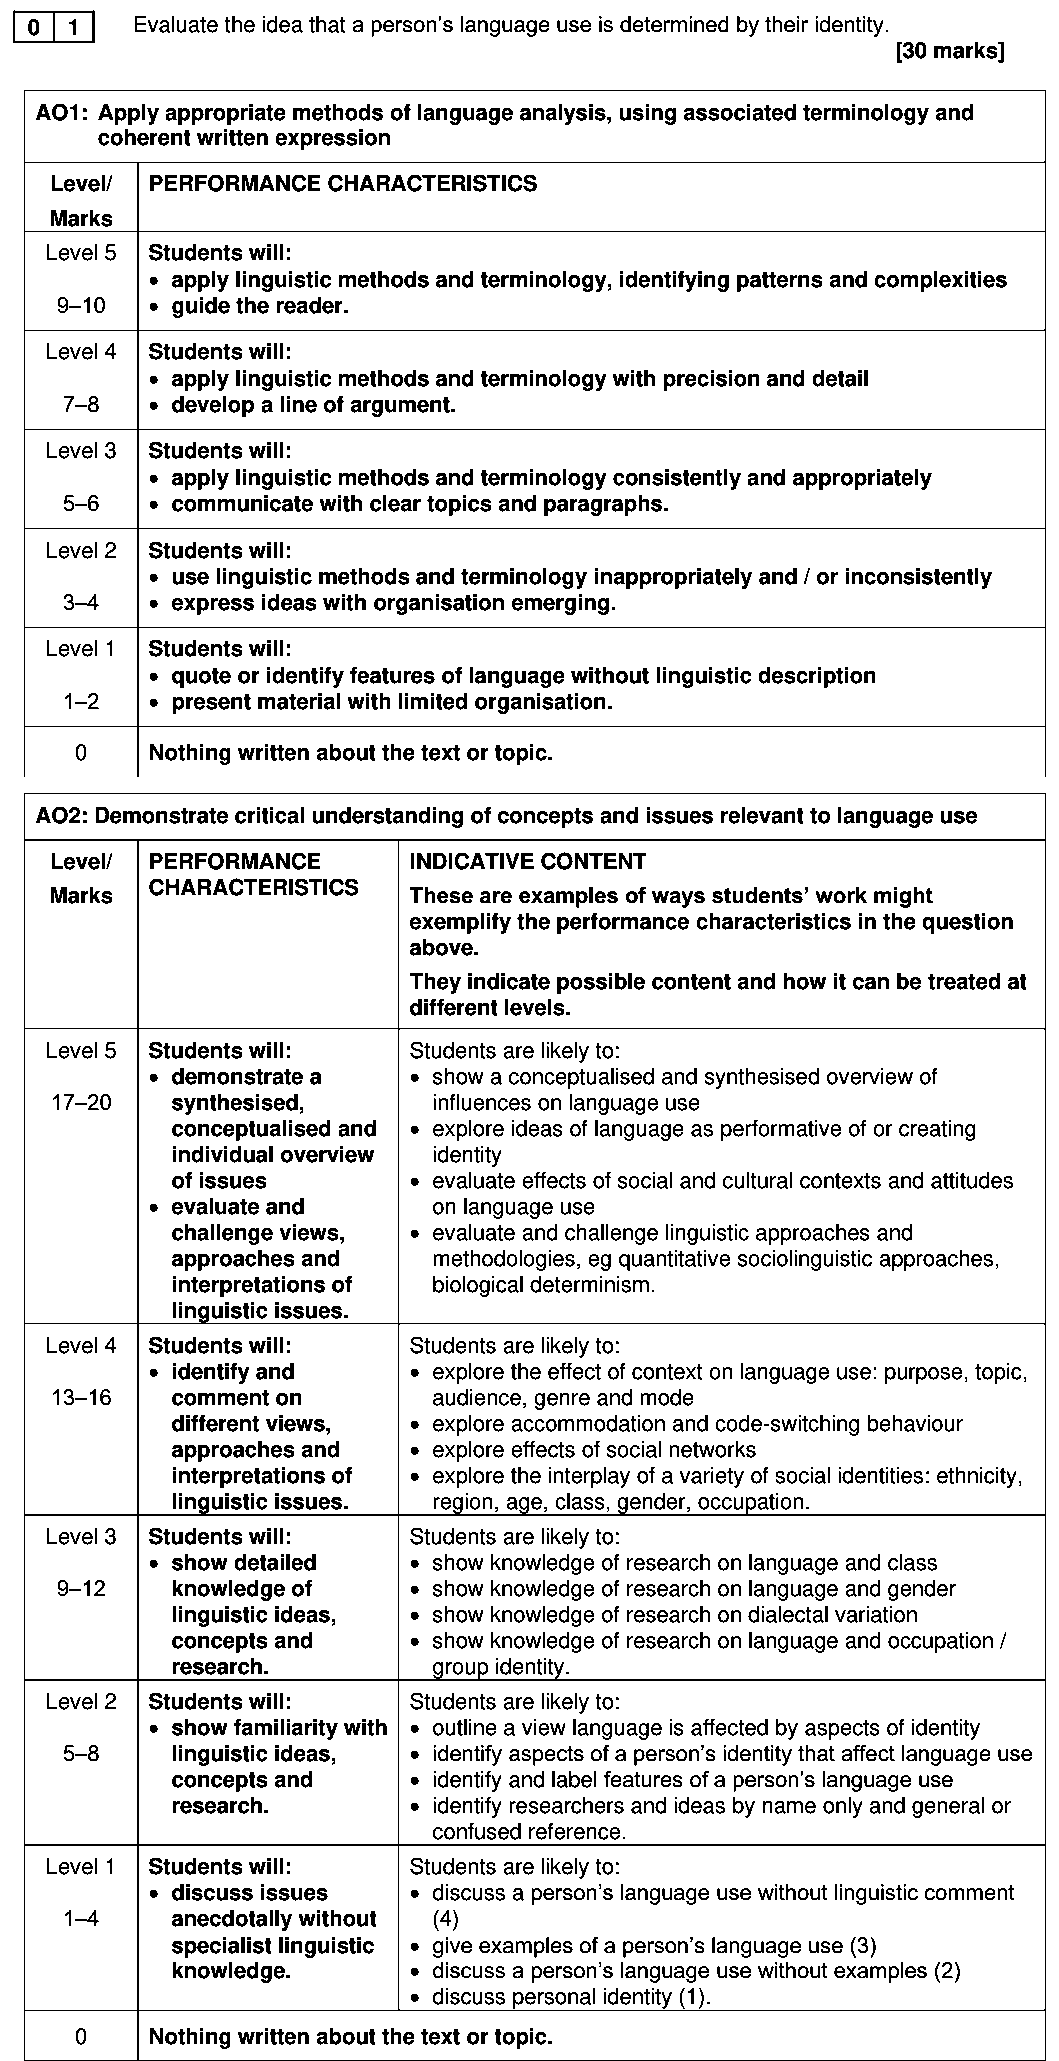 0 1 Evaluate the idea that a person's language use is determined by their identity.
[30 marks]
AO1: Apply appropriate methods of language analysis, using associated terminology and
coherent written expression
Level/ PERFORMANCE CHARACTERISTICS
Marks
Level 5 Students will:
• apply linguistic methods and terminology, identifying patterns and complexities
9–10 • guide the reader.
Level 4 Students will:
• apply linguistic methods and terminology with precision and detail
7–8 • develop a line of argument.
Level 3 Students will:
• apply linguistic methods and terminology consistently and appropriately
5–6 • communicate with clear topics and paragraphs.
Level 2 Students will:
• use linguistic methods and terminology inappropriately and / or inconsistently
3–4 • express ideas with organisation emerging.
Level 1 Students will:
• quote or identify features of language without linguistic description
1–2 • present material with limited organisation.
0 Nothing written about the text or topic.
AO2: Demonstrate critical understanding of concepts and issues relevant to language use
Level/
Marks
PERFORMANCE
CHARACTERISTICS
INDICATIVE CONTENT
These are examples of ways students' work might
exemplify the performance characteristics in the question
above.
They indicate possible content and how it can be treated at
different levels.
Level 5
17–20
Students will:
• demonstrate a
synthesised,
conceptualised and
individual overview
of issues
• evaluate and
challenge views,
approaches and
interpretations of
linguistic issues.
Students are likely to:
• show a conceptualised and synthesised overview of
influences on language use
• explore ideas of language as performative of or creating
identity
• evaluate effects of social and cultural contexts and attitudes
on language use
• evaluate and challenge linguistic approaches and
methodologies, eg quantitative sociolinguistic approaches,
biological determinism.
Level 4
13–16
Students will:
• identify and
comment on
different views,
approaches and
interpretations of
linguistic issues.
Students are likely to:
• explore the effect of context on language use: purpose, topic,
audience, genre and mode
• explore accommodation and code-switching behaviour
• explore effects of social networks
• explore the interplay of a variety of social identities: ethnicity,
region, age, class, gender, occupation.
Level 3
9–12
Students will:
• show detailed
knowledge of
linguistic ideas,
concepts and
research.
Students are likely to:
• show knowledge of research on language and class
• show knowledge of research on language and gender
• show knowledge of research on dialectal variation
• show knowledge of research on language and occupation /
group identity.
Level 2
5–8
Students will:
• show familiarity with
linguistic ideas,
concepts and
research.
Students are likely to:
• outline a view language is affected by aspects of identity
• identify aspects of a person's identity that affect language use
• identify and label features of a person's language use
• identify researchers and ideas by name only and general or
confused reference.
Level 1
1–4
Students will:
• discuss issues
anecdotally without
specialist linguistic
knowledge.
Students are likely to:
• discuss a person's language use without linguistic comment
(4)
• give examples of a person's language use (3)
• discuss a person's language use without examples (2)
• discuss personal identity (1).
0 Nothing written about the text or topic.